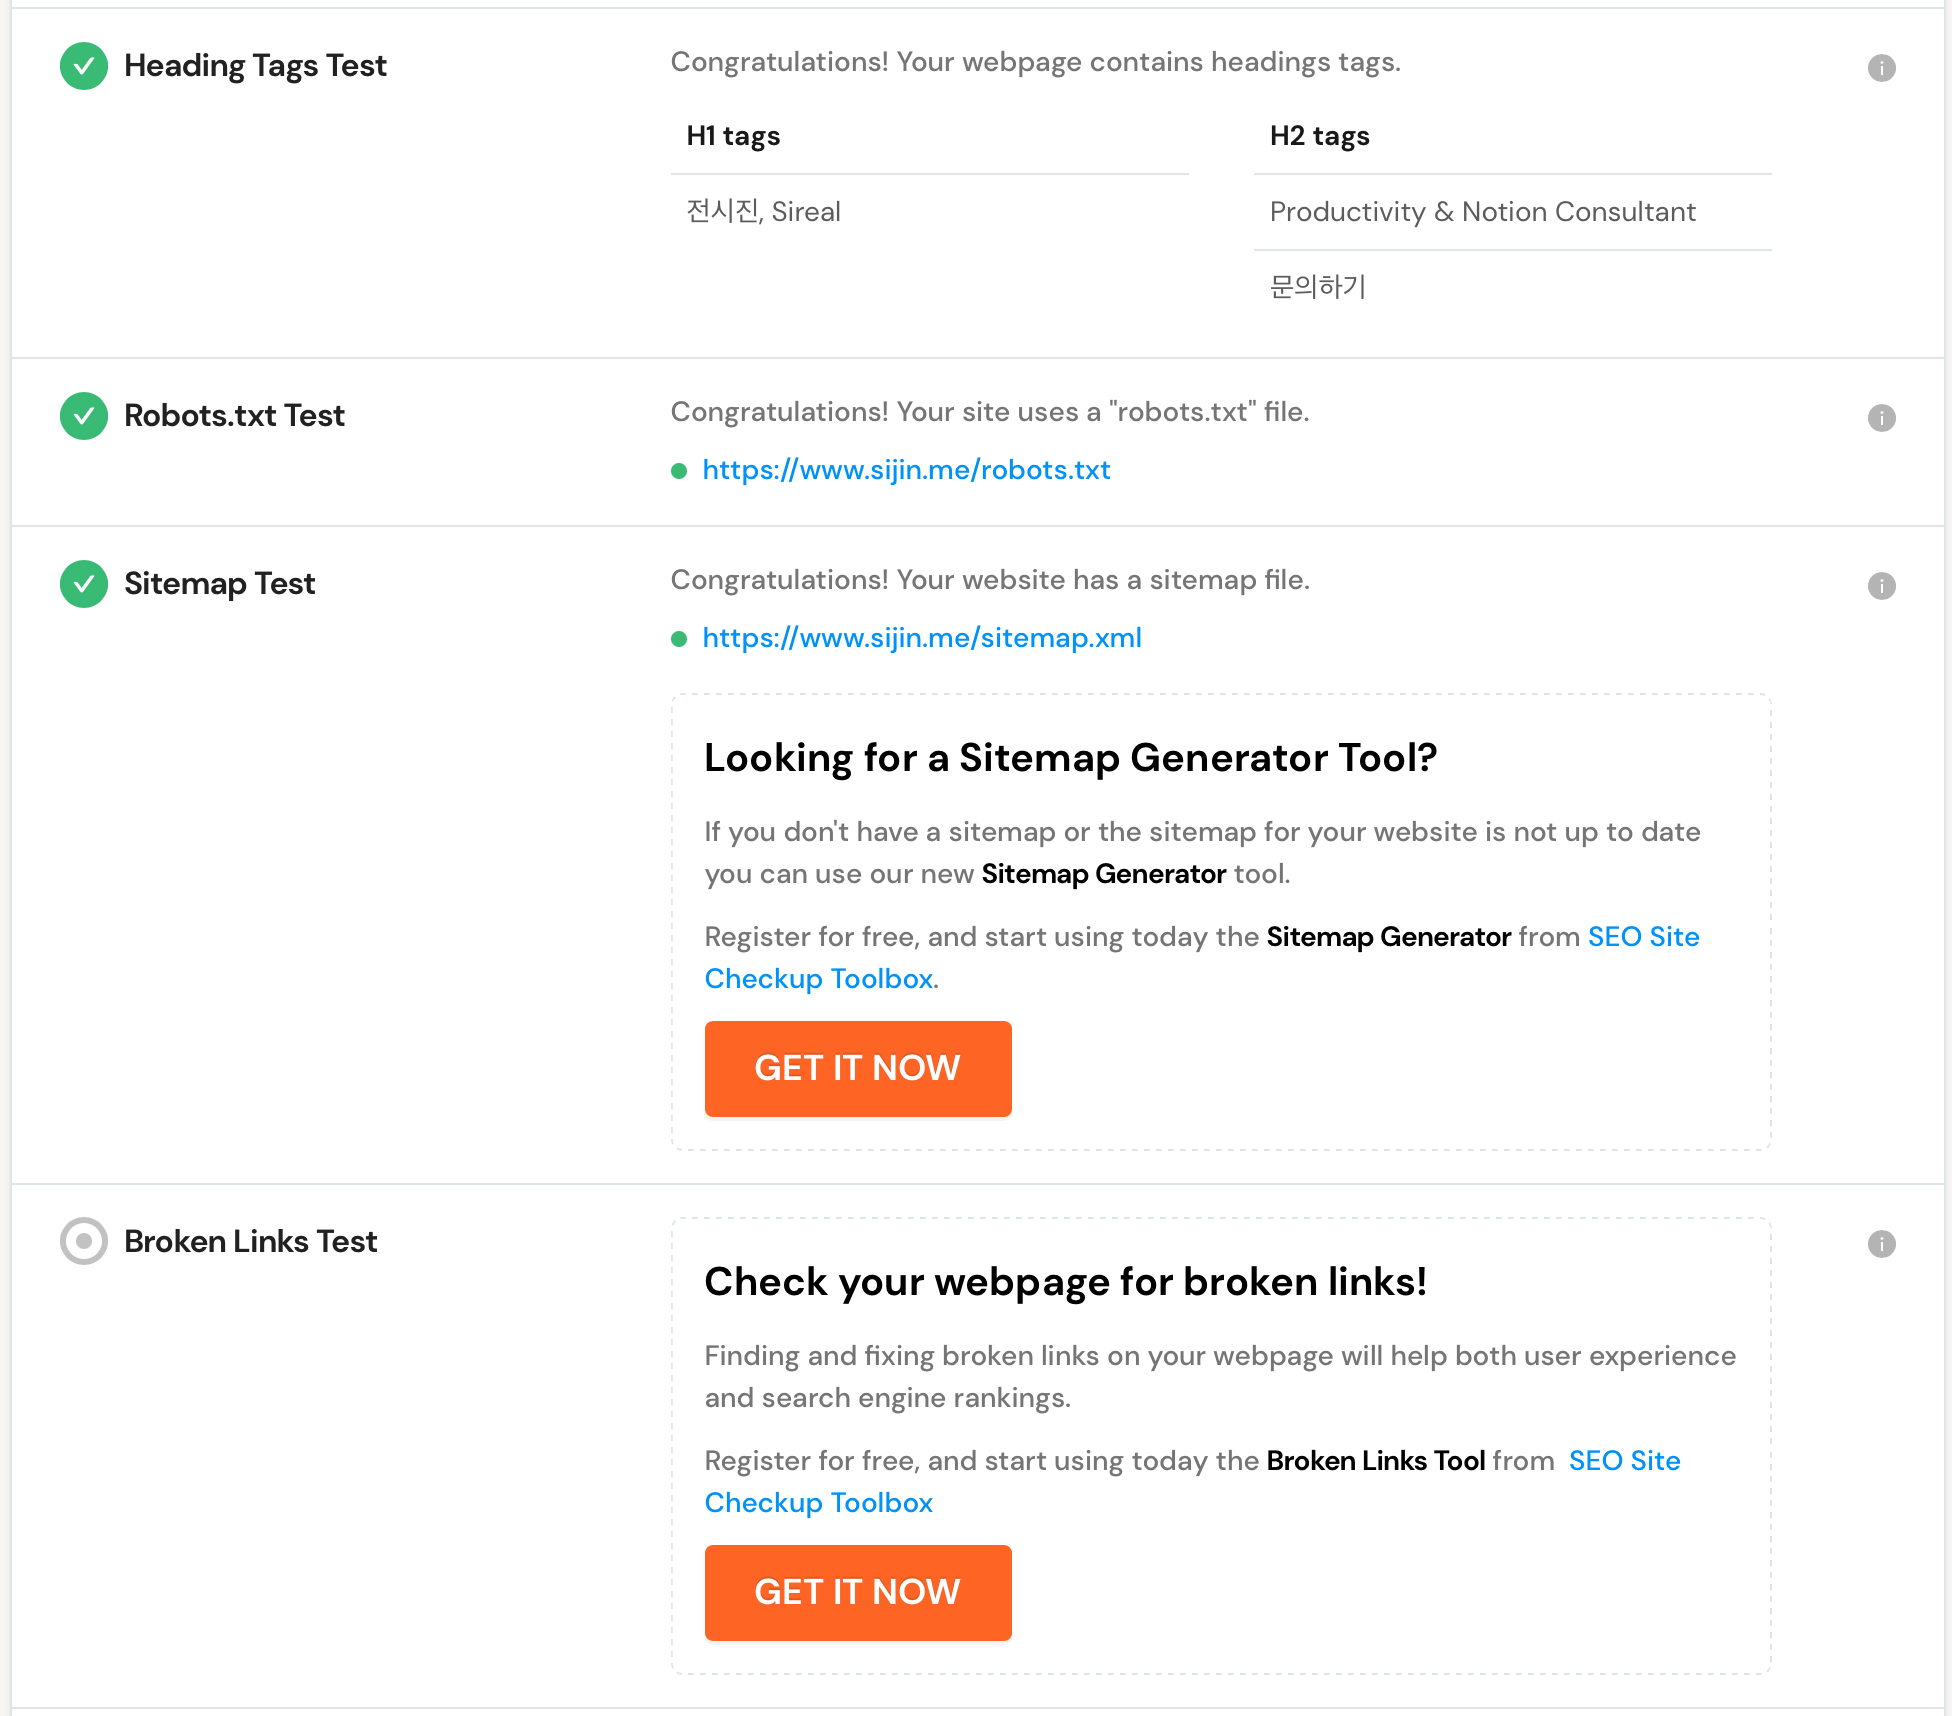 Heading Tags Test
Congratulations! Your webpage contains headings tags.
H1 tags
전시진, Sireal
H2 tags
Productivity & Notion Consultant
문의하기
Robots.txt Test
Congratulations! Your site uses a "robots.txt" file.
https://www.sijin.me/robots.txt
Sitemap Test
Congratulations! Your website has a sitemap file.
https://www.sijin.me/sitemap.xml
Looking for a Sitemap Generator Tool?
If you don't have a sitemap or the sitemap for your website is not up to date
you can use our new Sitemap Generator tool.
Register for free, and start using today the Sitemap Generator from SEO Site
Checkup Toolbox.
GET IT NOW
Broken Links Test
Check your webpage for broken links!
Finding and fixing broken links on your webpage will help both user experience
and search engine rankings.
Register for free, and start using today the Broken Links Tool from SEO Site
Checkup Toolbox
GET IT NOW